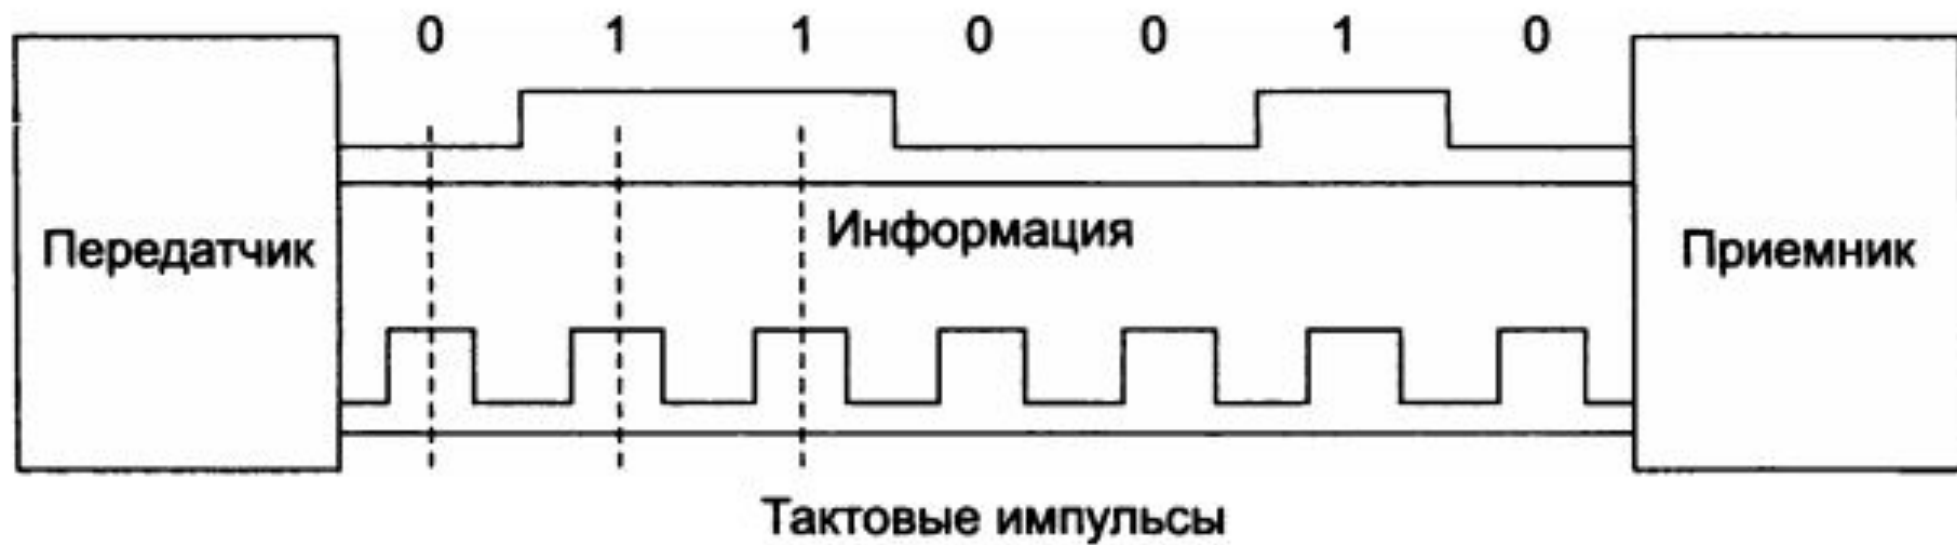 0 1 1 0 0 1 0
Передатчик
Информация
Приемник
Тактовые импульсы